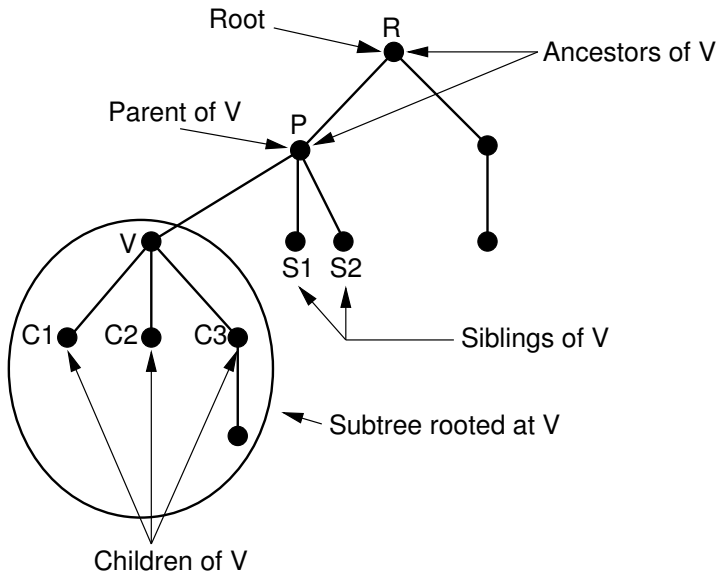 Root
R
Ancestors of V
Parent of V
P
V
S1 S2
C1 C2 C3
Siblings of V
Subtree rooted at V
Children of V